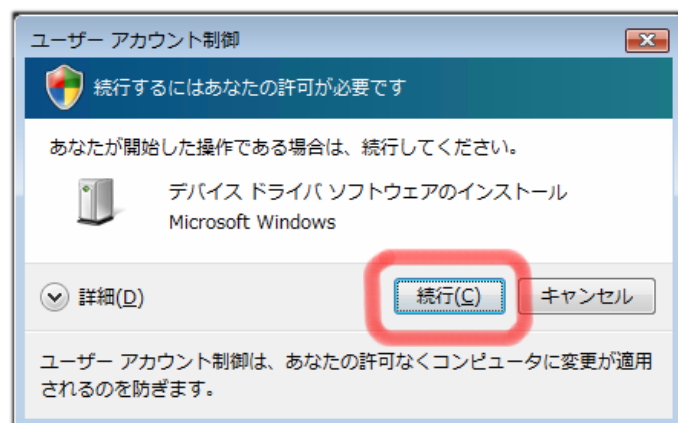 ユーザー アカウント制御
続行するにはあなたの許可が必要です
あなたが開始した操作である場合は、続行してください。
デバイス ドライバ ソフトウェアのインストール
Microsoft Windows
詳細(D)
続行(C)
キャンセル
ユーザー アカウント制御は、あなたの許可なくコンピュータに変更が適用
されるのを防ぎます。